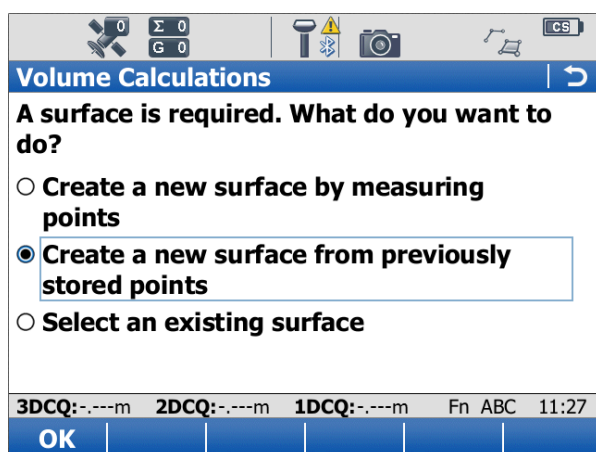 0 Σ 0
G 0
CS
Volume Calculations
A surface is required. What do you want to
do?
Create a new surface by measuring
points
Create a new surface from previously
stored points
Select an existing surface
3DCQ:-.---m 2DCQ:-.---m 1DCQ:-.---m Fn ABC 11:27
OK